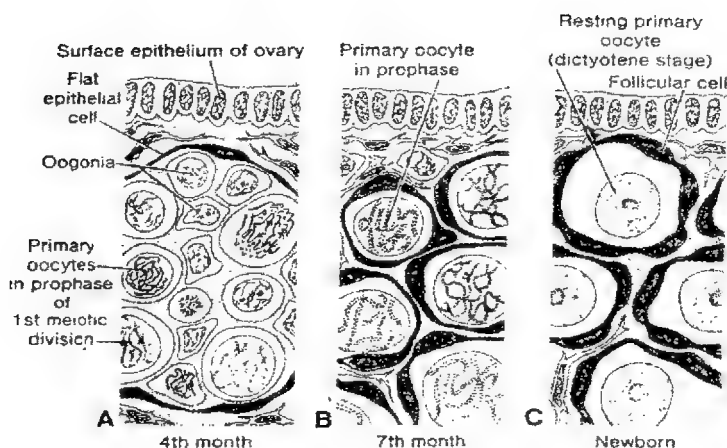 Surface epithelium of ovary
Flat
epithelial
cell
Oogonia
Primary
oocytes
in prophase
of
1st meiotic
division
A
4th month
Primary oocyte
in prophase
B
7th month
Resting primary
oocyte
(dictyotene stage)
Follicular cell
C
Newborn